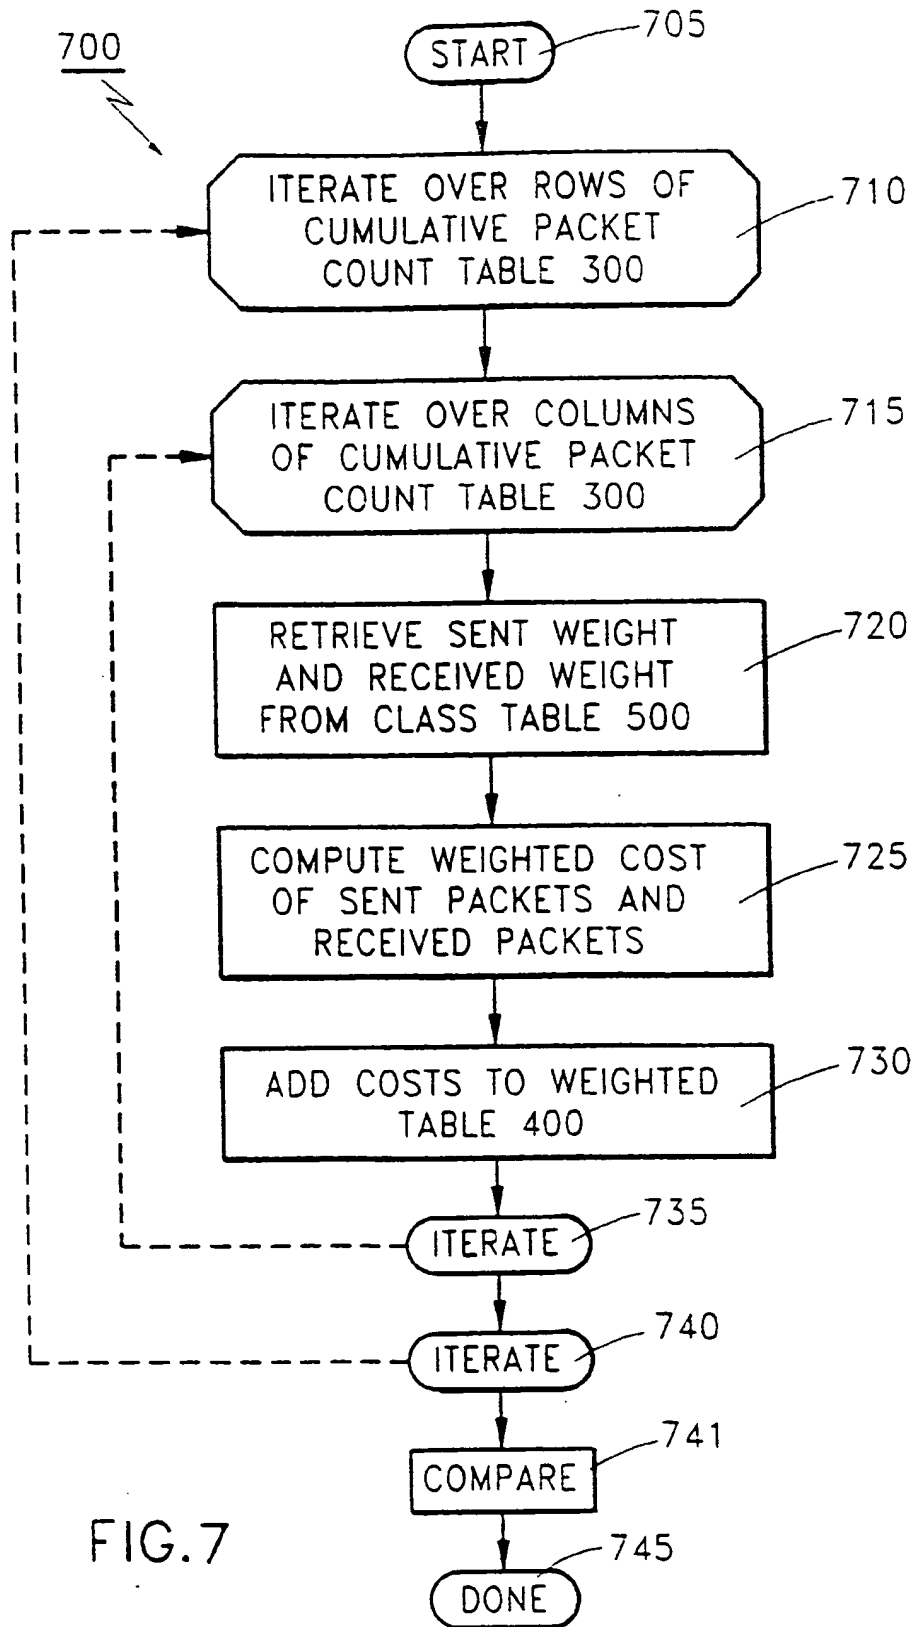 700
START
705
ITERATE OVER ROWS OF
CUMULATIVE PACKET
COUNT TABLE 300
710
ITERATE OVER COLUMNS
OF CUMULATIVE PACKET
COUNT TABLE 300
715
RETRIEVE SENT WEIGHT
AND RECEIVED WEIGHT
FROM CLASS TABLE 500
720
COMPUTE WEIGHTED COST
OF SENT PACKETS AND
RECEIVED PACKETS
725
ADD COSTS TO WEIGHTED
TABLE 400
730
ITERATE
735
ITERATE
740
COMPARE
741
DONE
745
FIG.7